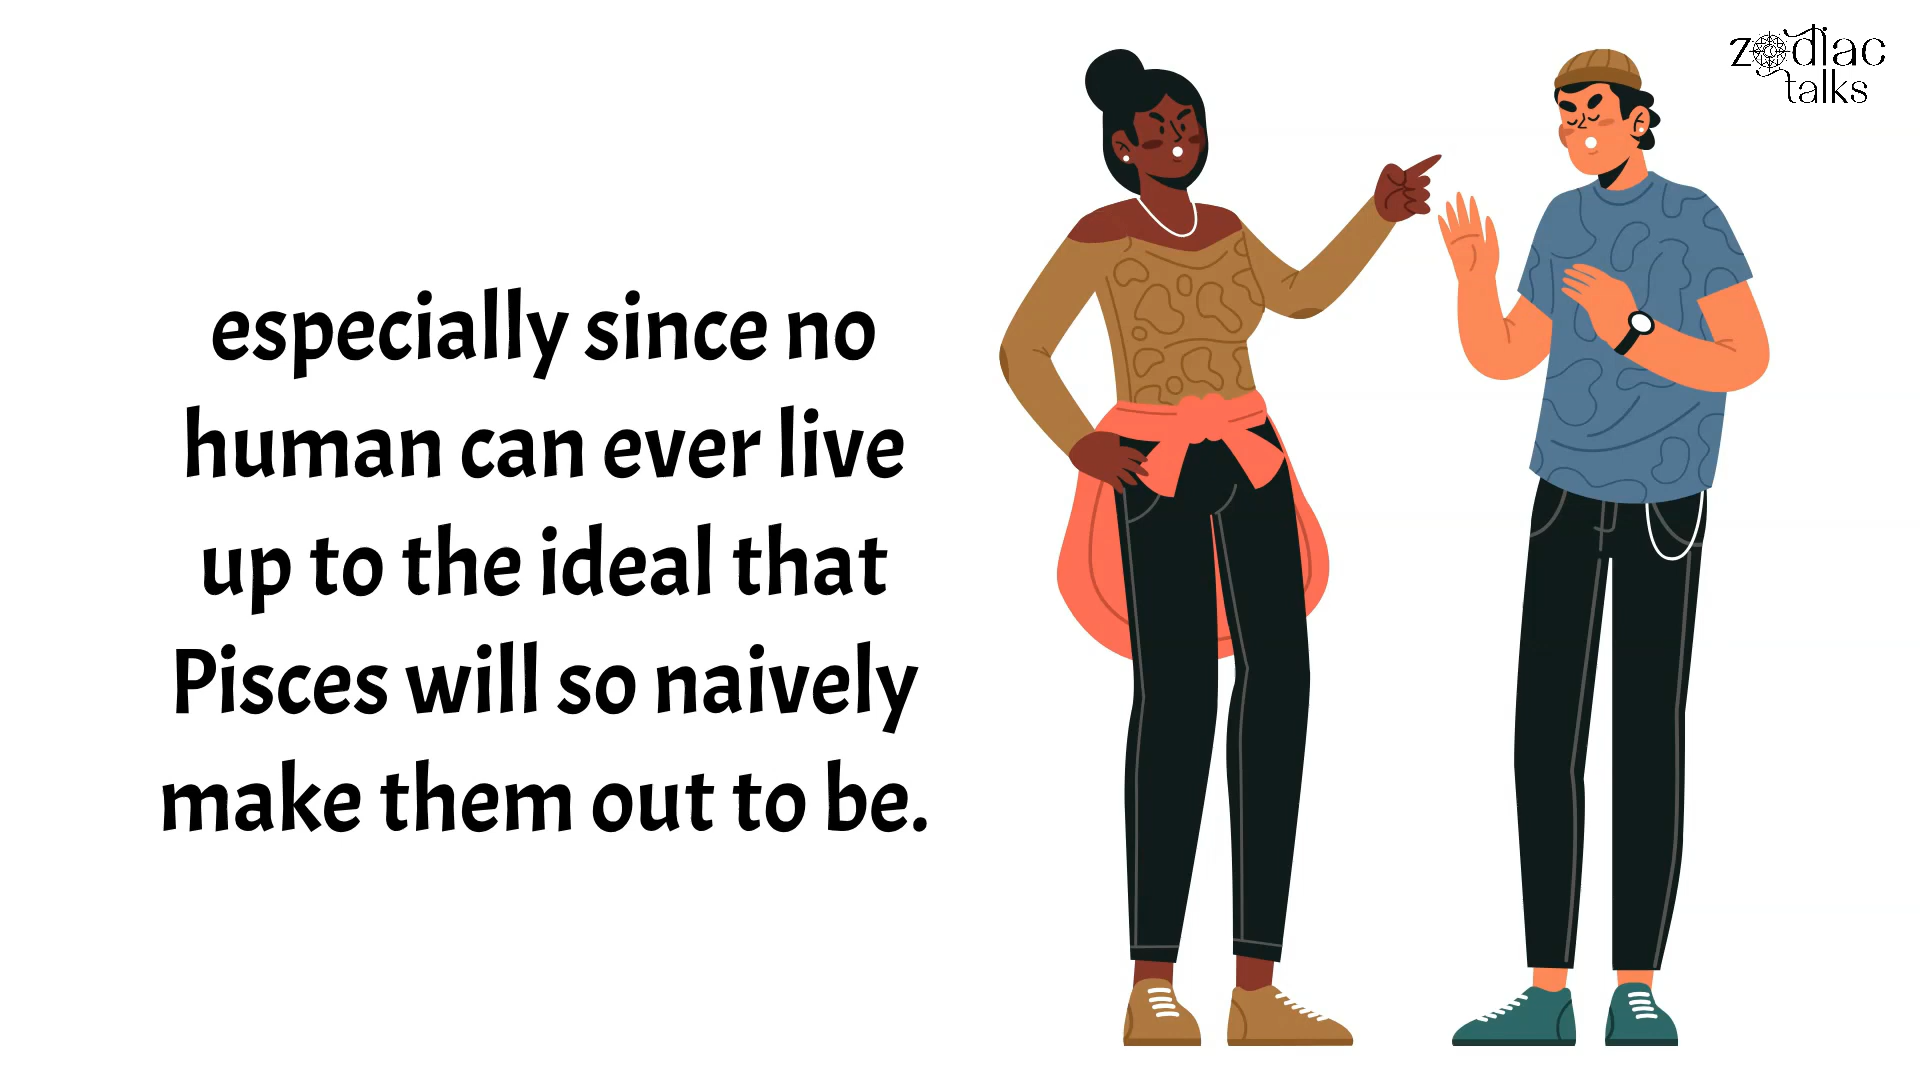 zodiac
talks
especially since no
human can ever live
up to the ideal that
Pisces will so naively
make them out to be.